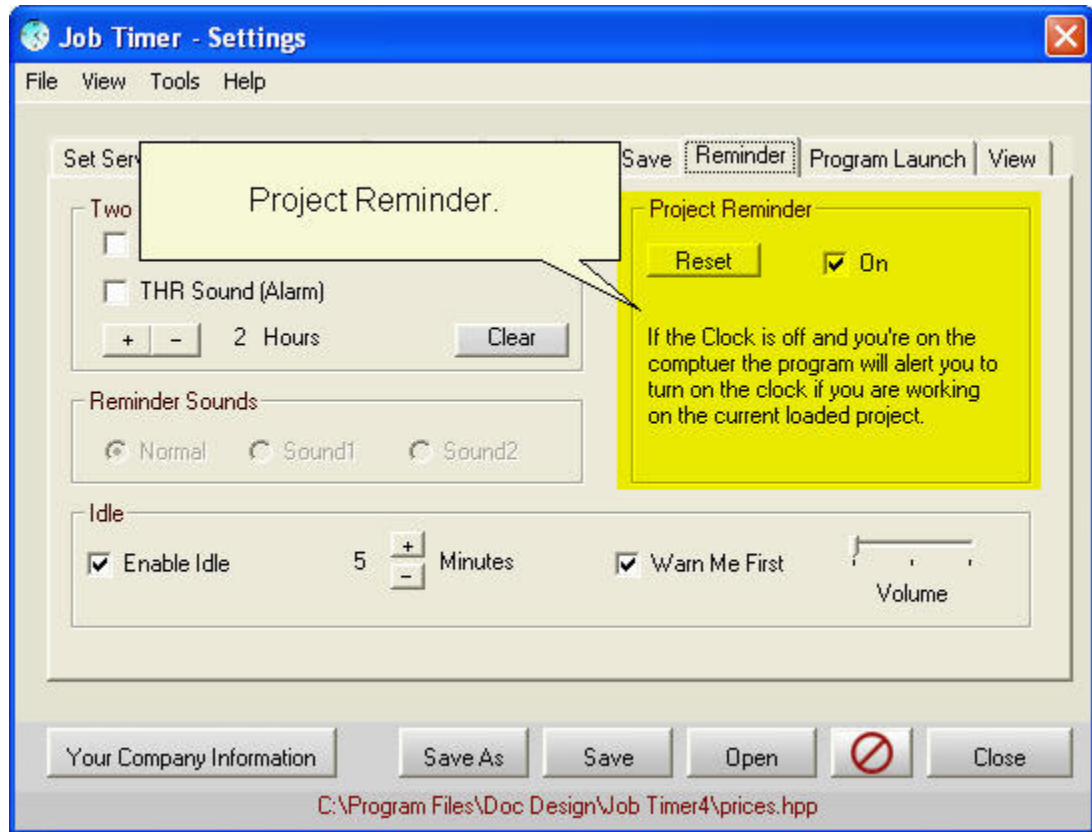 Job Timer - Settings
File View Tools Help
Set Ser
Save Reminder Program Launch View
Project Reminder.
Two
THR Sound (Alarm)
+ - 2 Hours Clear
Reminder Sounds
Normal Sound1 Sound2
Project Reminder
Reset On
If the Clock is off and you're on the
comptuer the program will alert you to
turn on the clock if you are working
on the current loaded project.
Idle
Enable Idle 5 + - Minutes Warn Me First
Volume
Your Company Information Save As Save Open Close
C:\Program Files\Doc Design\Job Timer4\prices.hpp